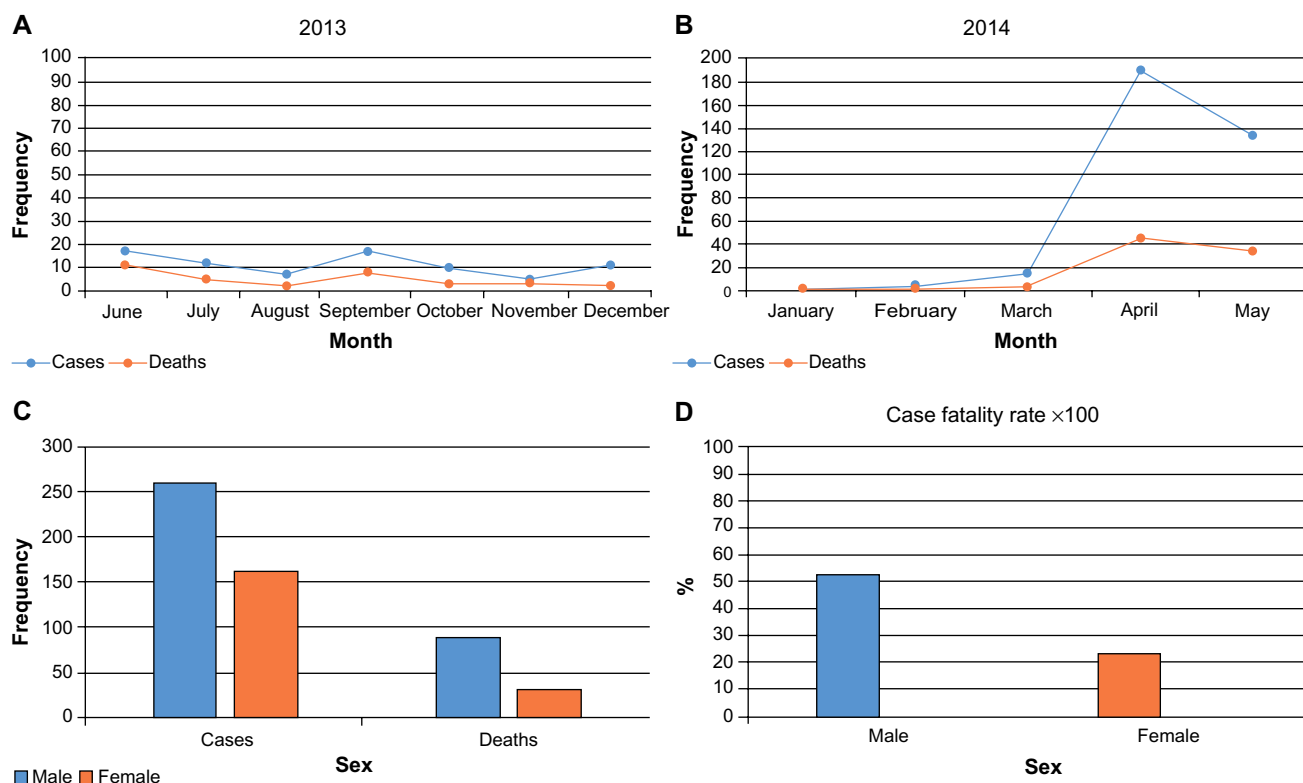 A
2013
100
90
80
70
60
50
40
30
20
10
0
Frequency
June July August September October November December
Month
Cases Deaths
B
2014
200
180
160
140
120
100
80
60
40
20
0
Frequency
January February March April May
Month
Cases Deaths
C
300
250
200
150
100
50
0
Frequency
Cases Deaths
Sex
Male Female
D
Case fatality rate ×100
100
90
80
70
60
50
40
30
20
10
0
%
Male Female
Sex